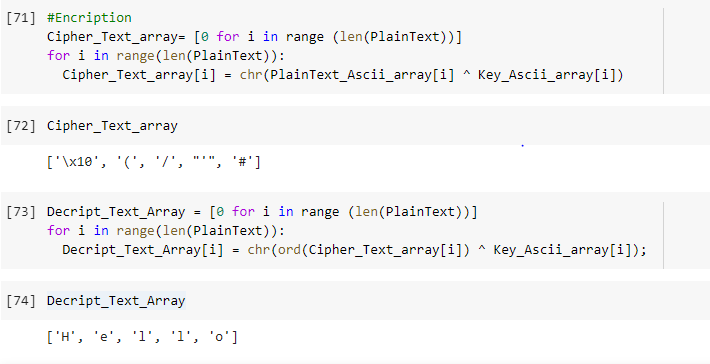 [71] #Encription
Cipher_Text_array= [0 for i in range (len(PlainText))]
for i in range(len(PlainText)):
  Cipher_Text_array[i] = chr(PlainText_Ascii_array[i] ^ Key_Ascii_array[i])
[72] Cipher_Text_array
['\x10', '(', '/', "'", '#']
[73] Decript_Text_Array = [0 for i in range (len(PlainText))]
for i in range(len(PlainText)):
  Decript_Text_Array[i] = chr(ord(Cipher_Text_array[i]) ^ Key_Ascii_array[i]);
[74] Decript_Text_Array
['H', 'e', 'l', 'l', 'o']